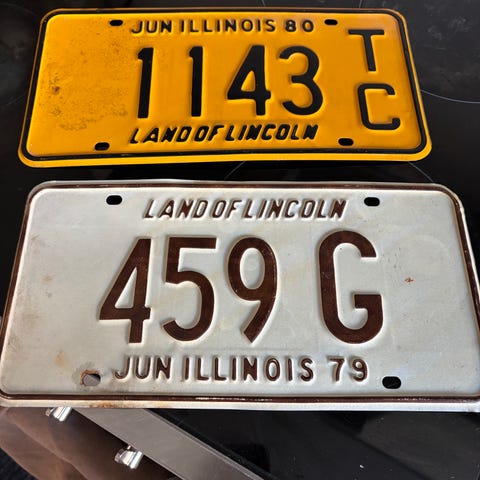 JUN ILLINOIS 80
1143 TC
LAND OF LINCOLN
LAND OF LINCOLN
459 G
JUN ILLINOIS 79